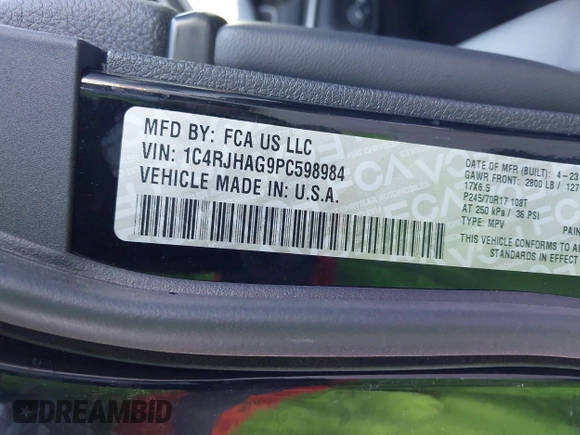 MFD BY: FCA US LLC
VIN: 1C4RJHAG9PC598984
VEHICLE MADE IN: U.S.A.
DATE OF MFR (BUILT): 4-23
GAWR FRONT: 2800 LB / 127
17X6.5
P245/70R17 108T
AT 250 kPa / 36 PSI
TYPE: MPV
PAIN
THIS VEHICLE CONFORMS TO A
STANDARDS IN EFFECT
DREAMBID